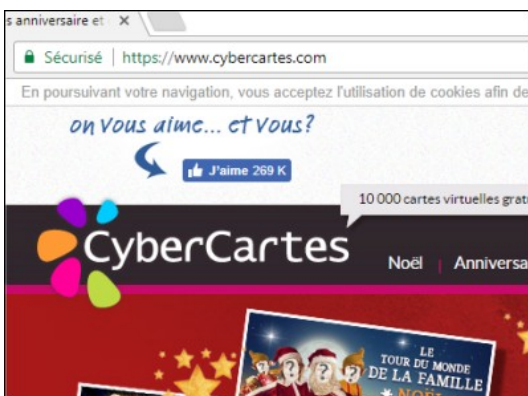 s anniversaire et
Sécurisé | https://www.cybercartes.com
En poursuivant votre navigation, vous acceptez l'utilisation de cookies afin de
on vous aime... et vous?
J'aime 269 K
10 000 cartes virtuelles grat
CyberCartes
Noël | Anniversa
LE
TOUR DU MONDE
DE LA FAMILLE
NOËL